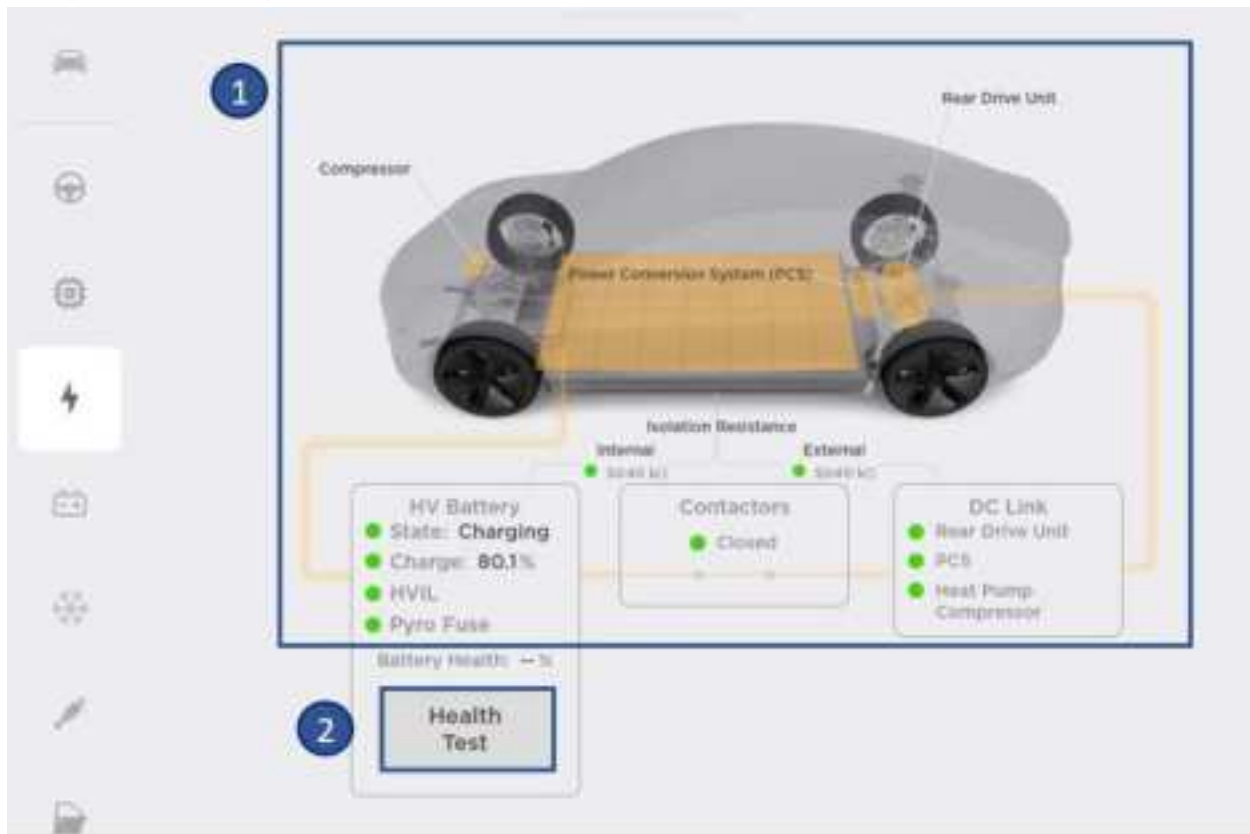 1
Rear Drive Unit
Compressor
Power Conversion System (PCS)
Isolation Resistance
Internal
External
HV Battery
State: Charging
Charge: 80.1%
HVIL
Pyro Fuse
Battery Health: -- %
Contactors
Closed
DC Link
Rear Drive Unit
PCS
Heat Pump
Compressor
2
Health
Test